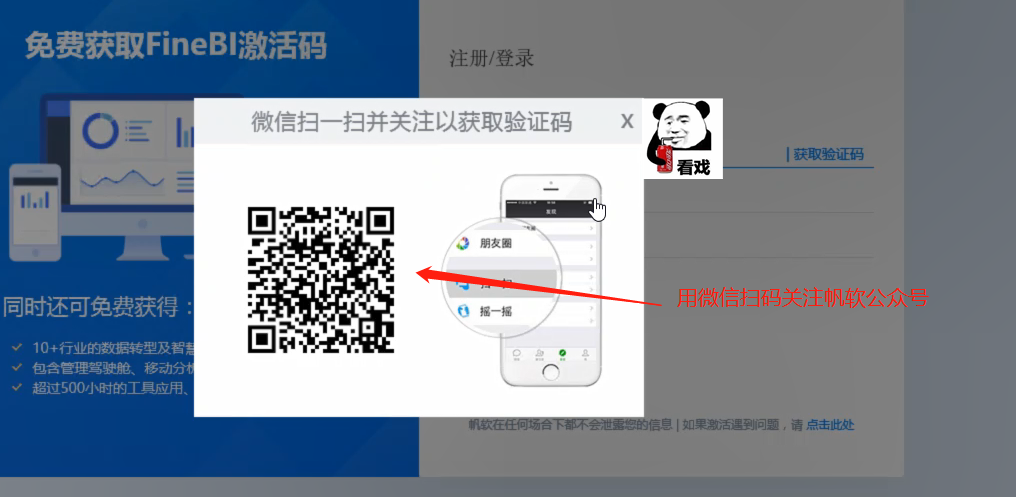 免费获取FineBI激活码
注册/登录
微信扫一扫并关注以获取验证码
X
看戏
获取验证码
朋友圈
扫一扫
摇一摇
用微信扫码关注帆软公众号
同时还可免费获得：
10+行业的数据转型及智慧
包含管理驾驶舱、移动分析
超过500小时的工具应用、
帆软在任何场合下都不会泄露您的信息 | 如果激活遇到问题，请 点击此处